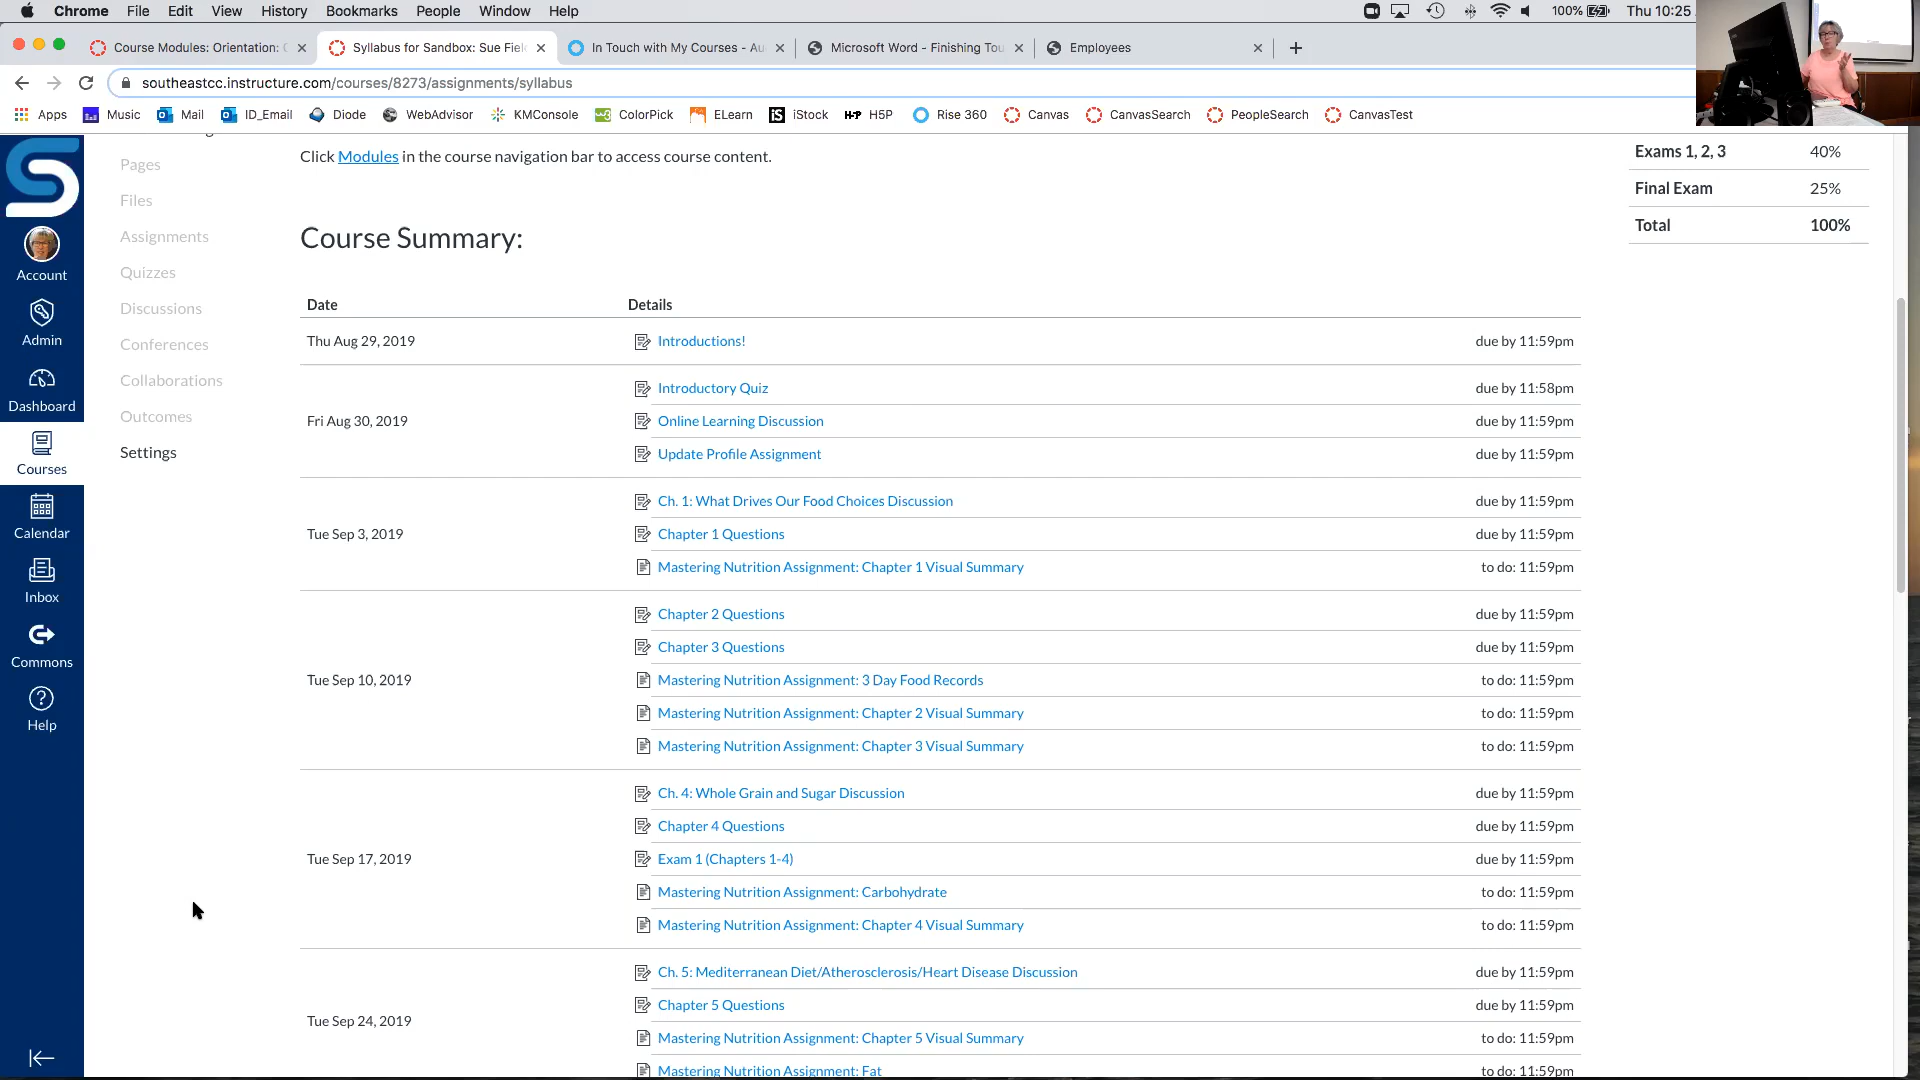 Chrome File Edit View History Bookmarks People Window Help 100% Thu 10:25
Course Modules: Orientation: Syllabus for Sandbox: Sue Fiel In Touch with My Courses - Au Microsoft Word - Finishing Tou Employees
southeastcc.instructure.com/courses/8273/assignments/syllabus
Apps Music Mail ID_Email Diode WebAdvisor KMConsole ColorPick ELearn iStock H5P Rise 360 Canvas CanvasSearch PeopleSearch CanvasTest
Account
Admin
Dashboard
Courses
Calendar
Inbox
Commons
Help
Pages
Files
Assignments
Quizzes
Discussions
Conferences
Collaborations
Outcomes
Settings
Click Modules in the course navigation bar to access course content.
Course Summary:
Date Details
Thu Aug 29, 2019 Introductions! due by 11:59pm
Introductory Quiz due by 11:58pm
Fri Aug 30, 2019 Online Learning Discussion due by 11:59pm
Update Profile Assignment due by 11:59pm
Ch. 1: What Drives Our Food Choices Discussion due by 11:59pm
Tue Sep 3, 2019 Chapter 1 Questions due by 11:59pm
Mastering Nutrition Assignment: Chapter 1 Visual Summary to do: 11:59pm
Chapter 2 Questions due by 11:59pm
Chapter 3 Questions due by 11:59pm
Tue Sep 10, 2019 Mastering Nutrition Assignment: 3 Day Food Records to do: 11:59pm
Mastering Nutrition Assignment: Chapter 2 Visual Summary to do: 11:59pm
Mastering Nutrition Assignment: Chapter 3 Visual Summary to do: 11:59pm
Ch. 4: Whole Grain and Sugar Discussion due by 11:59pm
Chapter 4 Questions due by 11:59pm
Tue Sep 17, 2019 Exam 1 (Chapters 1-4) due by 11:59pm
Mastering Nutrition Assignment: Carbohydrate to do: 11:59pm
Mastering Nutrition Assignment: Chapter 4 Visual Summary to do: 11:59pm
Ch. 5: Mediterranean Diet/Atherosclerosis/Heart Disease Discussion due by 11:59pm
Chapter 5 Questions due by 11:59pm
Tue Sep 24, 2019
Mastering Nutrition Assignment: Chapter 5 Visual Summary to do: 11:59pm
Mastering Nutrition Assignment: Fat to do: 11:59pm
Exams 1, 2, 3 40%
Final Exam 25%
Total 100%